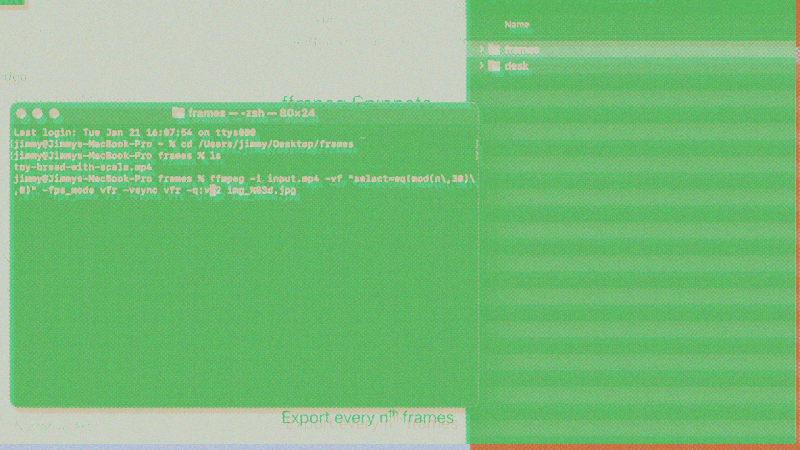 Name
frames
desk
ffmpeg Snippets
frames — -zsh — 80×24
Last login: Tue Jan 21 16:07:54 on ttys000
jimmy@Jimmys-MacBook-Pro ~ % cd /Users/jimmy/Desktop/frames
jimmy@Jimmys-MacBook-Pro frames % ls
toy-bread-with-scale.mp4
jimmy@Jimmys-MacBook-Pro frames % ffmpeg -i input.mp4 -vf "select=eq(mod(n\,30)\
,0)" -fps_mode vfr -vsync vfr -q:v 2 img_%03d.jpg
Export every nth frames